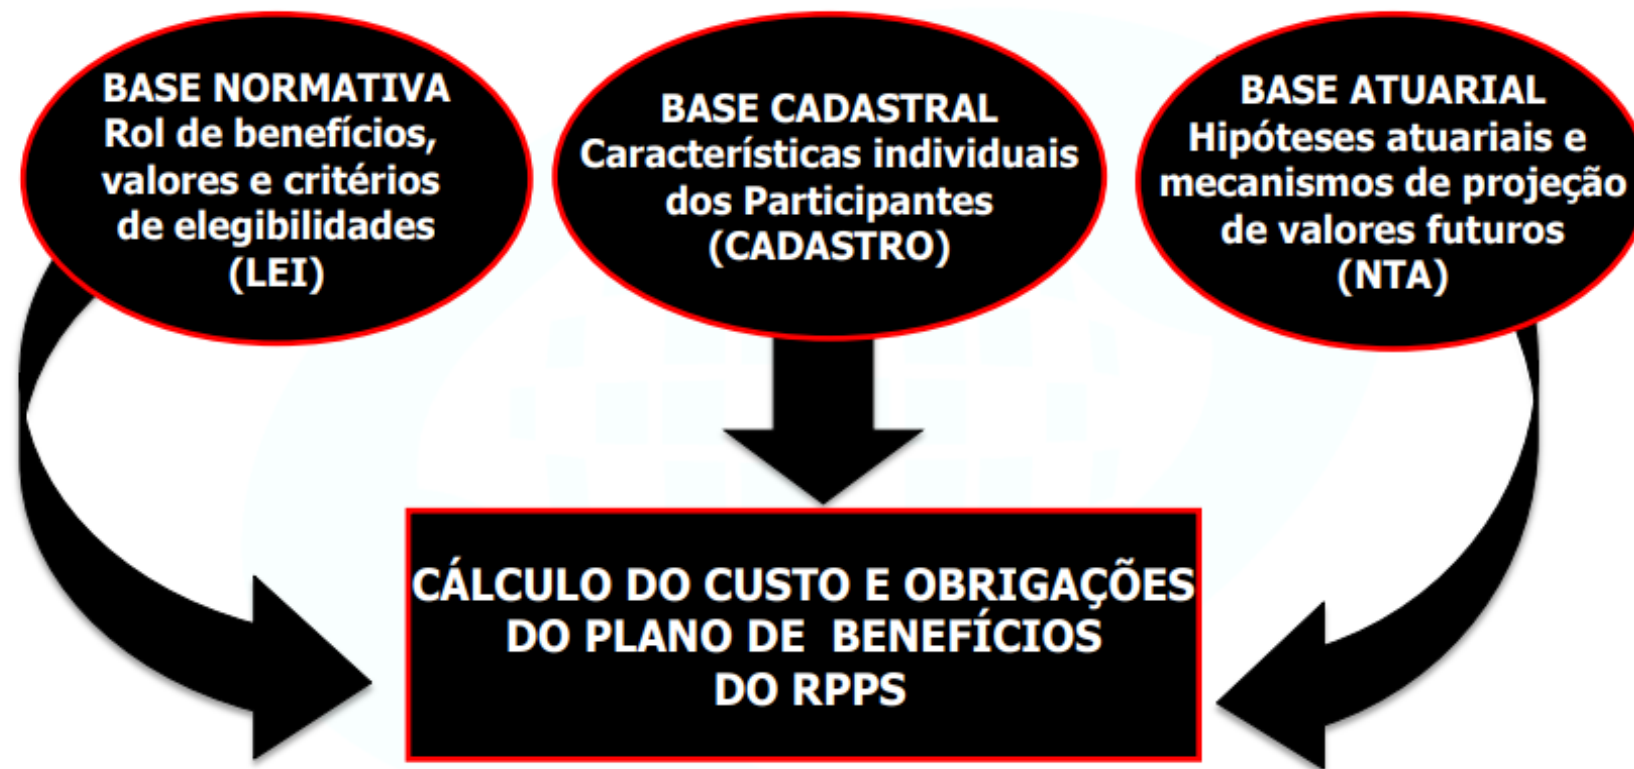 BASE NORMATIVA
Rol de benefícios,
valores e critérios
de elegibilidades
(LEI)
BASE CADASTRAL
Características individuais
dos Participantes
(CADASTRO)
BASE ATUARIAL
Hipóteses atuariais e
mecanismos de projeção
de valores futuros
(NTA)
CÁLCULO DO CUSTO E OBRIGAÇÕES
DO PLANO DE BENEFÍCIOS
DO RPPS